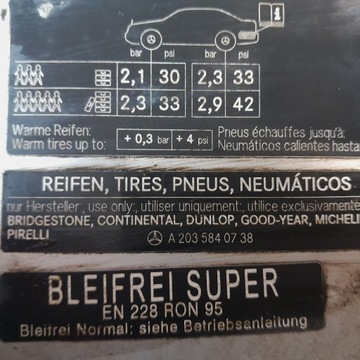 i
bar psi bar psi
2,1 30 2,3 33
2,3 33 2,9 42
Warme Reifen: Pneus échauffes jusqu'à:
Warm tires up to: + 0,3 bar + 4 psi Neumáticos calientes hasta
REIFEN, TIRES, PNEUS, NEUMÁTICOS
nur Hersteller , use only:, utiliser uniquement:, utilice exclusivamente
BRIDGESTONE, CONTINENTAL, DUNLOP, GOOD-YEAR, MICHELI
PIRELLI A 203 584 07 38
BLEIFREI SUPER
EN 228 RON 95
Bleifrei Normal: siehe Betriebsanleitung